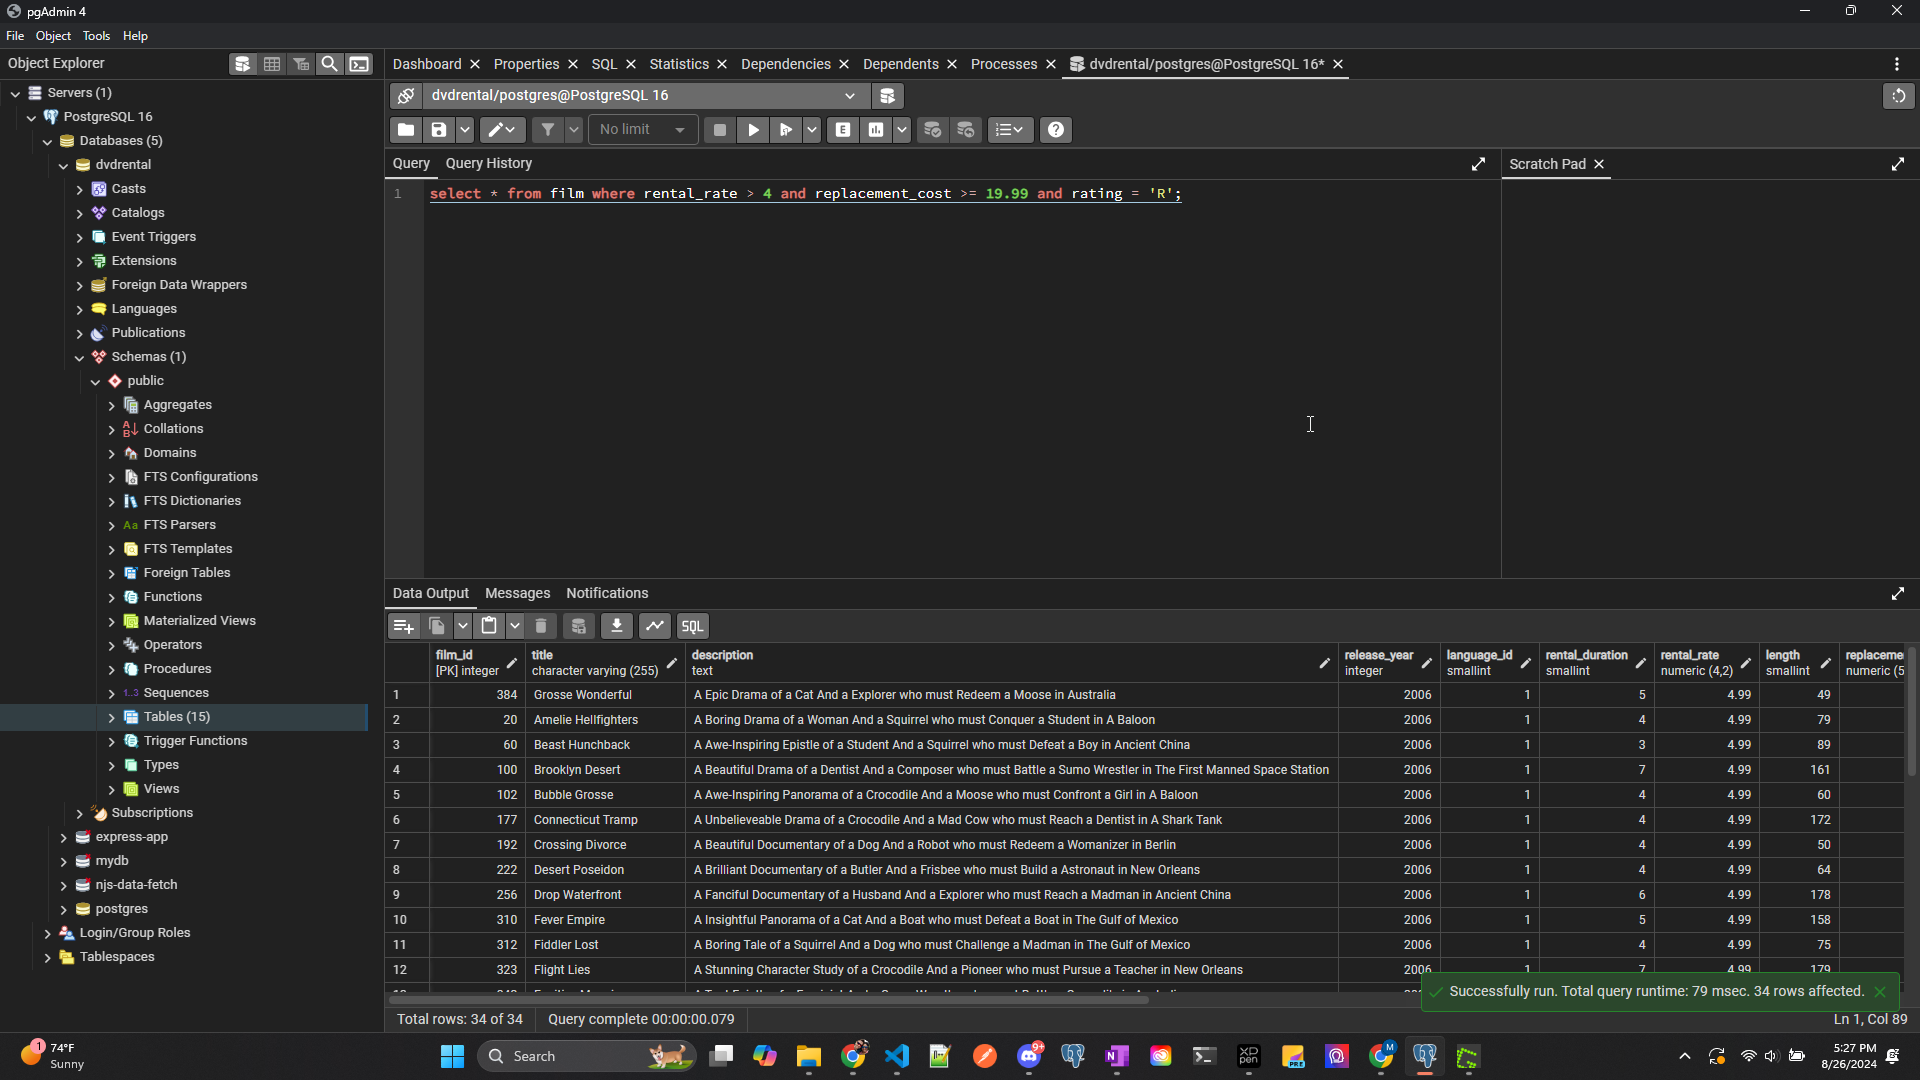 pgAdmin 4
File Object Tools Help
Object Explorer
Dashboard Properties SQL Statistics Dependencies Dependents Processes dvdrental/postgres@PostgreSQL 16*
Servers (1)
PostgreSQL 16
Databases (5)
dvdrental
Casts
Catalogs
Event Triggers
Extensions
Foreign Data Wrappers
Languages
Publications
Schemas (1)
public
Aggregates
Collations
Domains
FTS Configurations
FTS Dictionaries
Aa FTS Parsers
FTS Templates
Foreign Tables
Functions
Materialized Views
Operators
Procedures
1..3 Sequences
Tables (15)
Trigger Functions
Types
Views
Subscriptions
express-app
mydb
njs-data-fetch
postgres
Login/Group Roles
Tablespaces
dvdrental/postgres@PostgreSQL 16
No limit
E
Query Query History
Scratch Pad
1 select * from film where rental_rate > 4 and replacement_cost >= 19.99 and rating = 'R';
Data Output Messages Notifications
SQL
film_id title description release_year language_id rental_duration rental_rate length replaceme
[PK] integer character varying (255) text integer smallint smallint numeric (4,2) smallint numeric (5
1 384 Grosse Wonderful A Epic Drama of a Cat And a Explorer who must Redeem a Moose in Australia 2006 1 5 4.99 49
2 20 Amelie Hellfighters A Boring Drama of a Woman And a Squirrel who must Conquer a Student in A Baloon 2006 1 4 4.99 79
3 60 Beast Hunchback A Awe-Inspiring Epistle of a Student And a Squirrel who must Defeat a Boy in Ancient China 2006 1 3 4.99 89
4 100 Brooklyn Desert A Beautiful Drama of a Dentist And a Composer who must Battle a Sumo Wrestler in The First Manned Space Station 2006 1 7 4.99 161
5 102 Bubble Grosse A Awe-Inspiring Panorama of a Crocodile And a Moose who must Confront a Girl in A Baloon 2006 1 4 4.99 60
6 177 Connecticut Tramp A Unbelieveable Drama of a Crocodile And a Mad Cow who must Reach a Dentist in A Shark Tank 2006 1 4 4.99 172
7 192 Crossing Divorce A Beautiful Documentary of a Dog And a Robot who must Redeem a Womanizer in Berlin 2006 1 4 4.99 50
8 222 Desert Poseidon A Brilliant Documentary of a Butler And a Frisbee who must Build a Astronaut in New Orleans 2006 1 4 4.99 64
9 256 Drop Waterfront A Fanciful Documentary of a Husband And a Explorer who must Reach a Madman in Ancient China 2006 1 6 4.99 178
10 310 Fever Empire A Insightful Panorama of a Cat And a Boat who must Defeat a Boat in The Gulf of Mexico 2006 1 5 4.99 158
11 312 Fiddler Lost A Boring Tale of a Squirrel And a Dog who must Challenge a Madman in The Gulf of Mexico 2006 1 4 4.99 75
12 323 Flight Lies A Stunning Character Study of a Crocodile And a Pioneer who must Pursue a Teacher in New Orleans 2006 1 7 4.99 179
Successfully run. Total query runtime: 79 msec. 34 rows affected.
Total rows: 34 of 34 Query complete 00:00:00.079 Ln 1, Col 89
1 74°F
Sunny
Search
9+
M
5:27 PM
8/26/2024